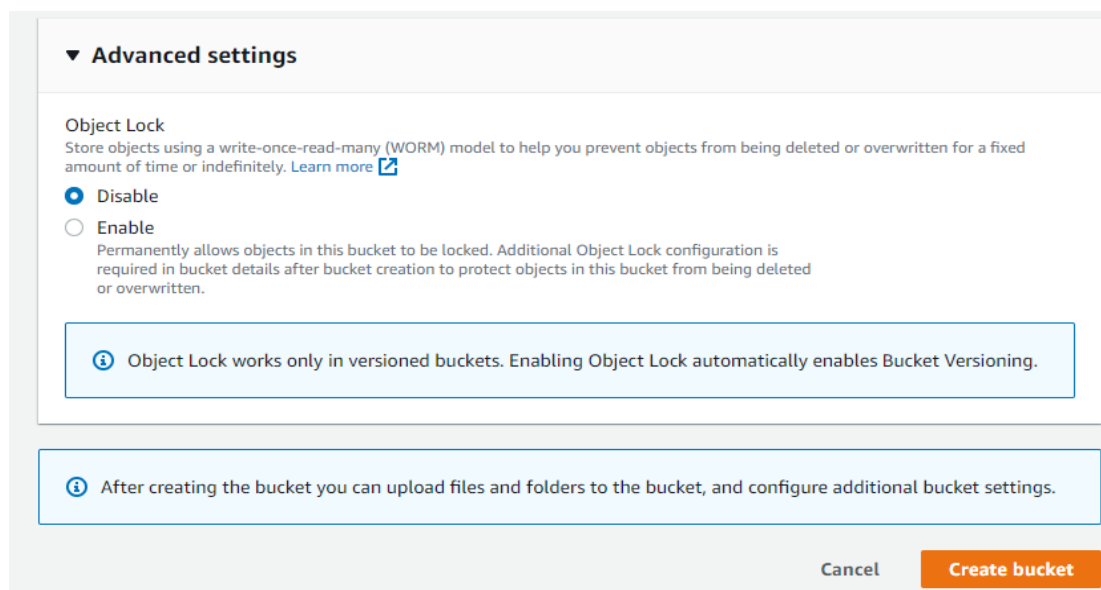 Advanced settings
Object Lock
Store objects using a write-once-read-many (WORM) model to help you prevent objects from being deleted or overwritten for a fixed
amount of time or indefinitely. Learn more
Disable
Enable
Permanently allows objects in this bucket to be locked. Additional Object Lock configuration is
required in bucket details after bucket creation to protect objects in this bucket from being deleted
or overwritten.
Object Lock works only in versioned buckets. Enabling Object Lock automatically enables Bucket Versioning.
After creating the bucket you can upload files and folders to the bucket, and configure additional bucket settings.
Cancel Create bucket